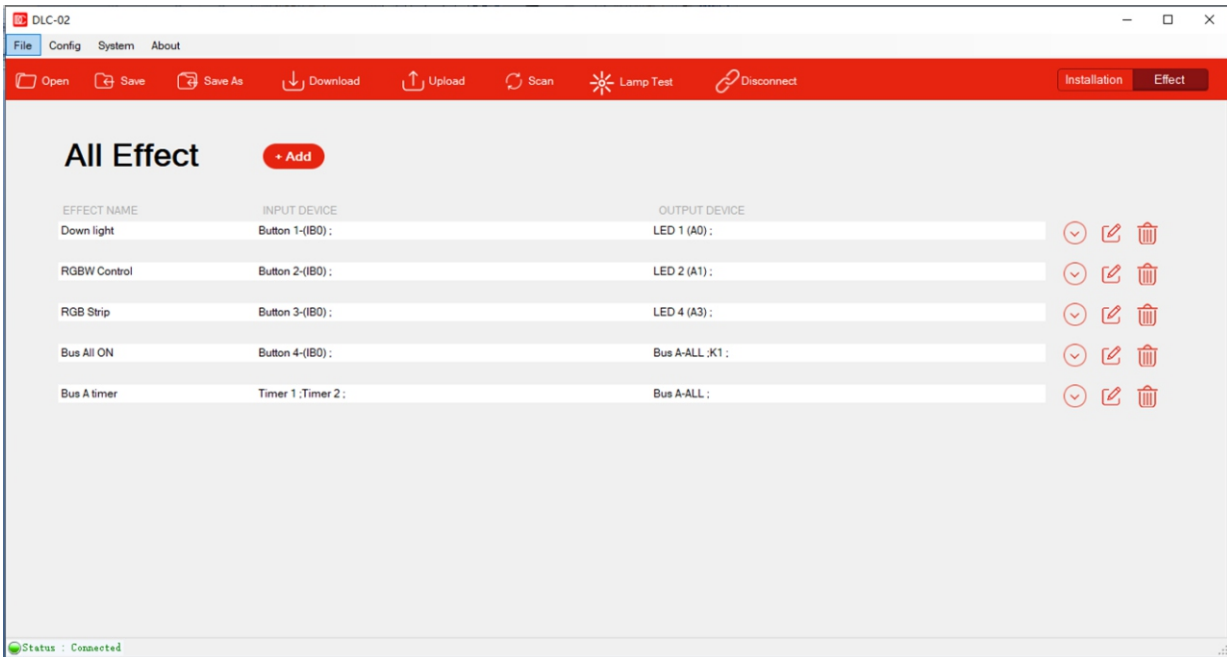 DLC-02
File Config System About
Open Save Save As Download Upload Scan Lamp Test Disconnect Installation Effect
All Effect + Add
EFFECT NAME INPUT DEVICE OUTPUT DEVICE
Down light Button 1-(IB0) ; LED 1 (A0) ;
RGBW Control Button 2-(IB0) ; LED 2 (A1) ;
RGB Strip Button 3-(IB0) ; LED 4 (A3) ;
Bus All ON Button 4-(IB0) ; Bus A-ALL ;K1 ;
Bus A timer Timer 1 ;Timer 2 ; Bus A-ALL ;
Status : Connected